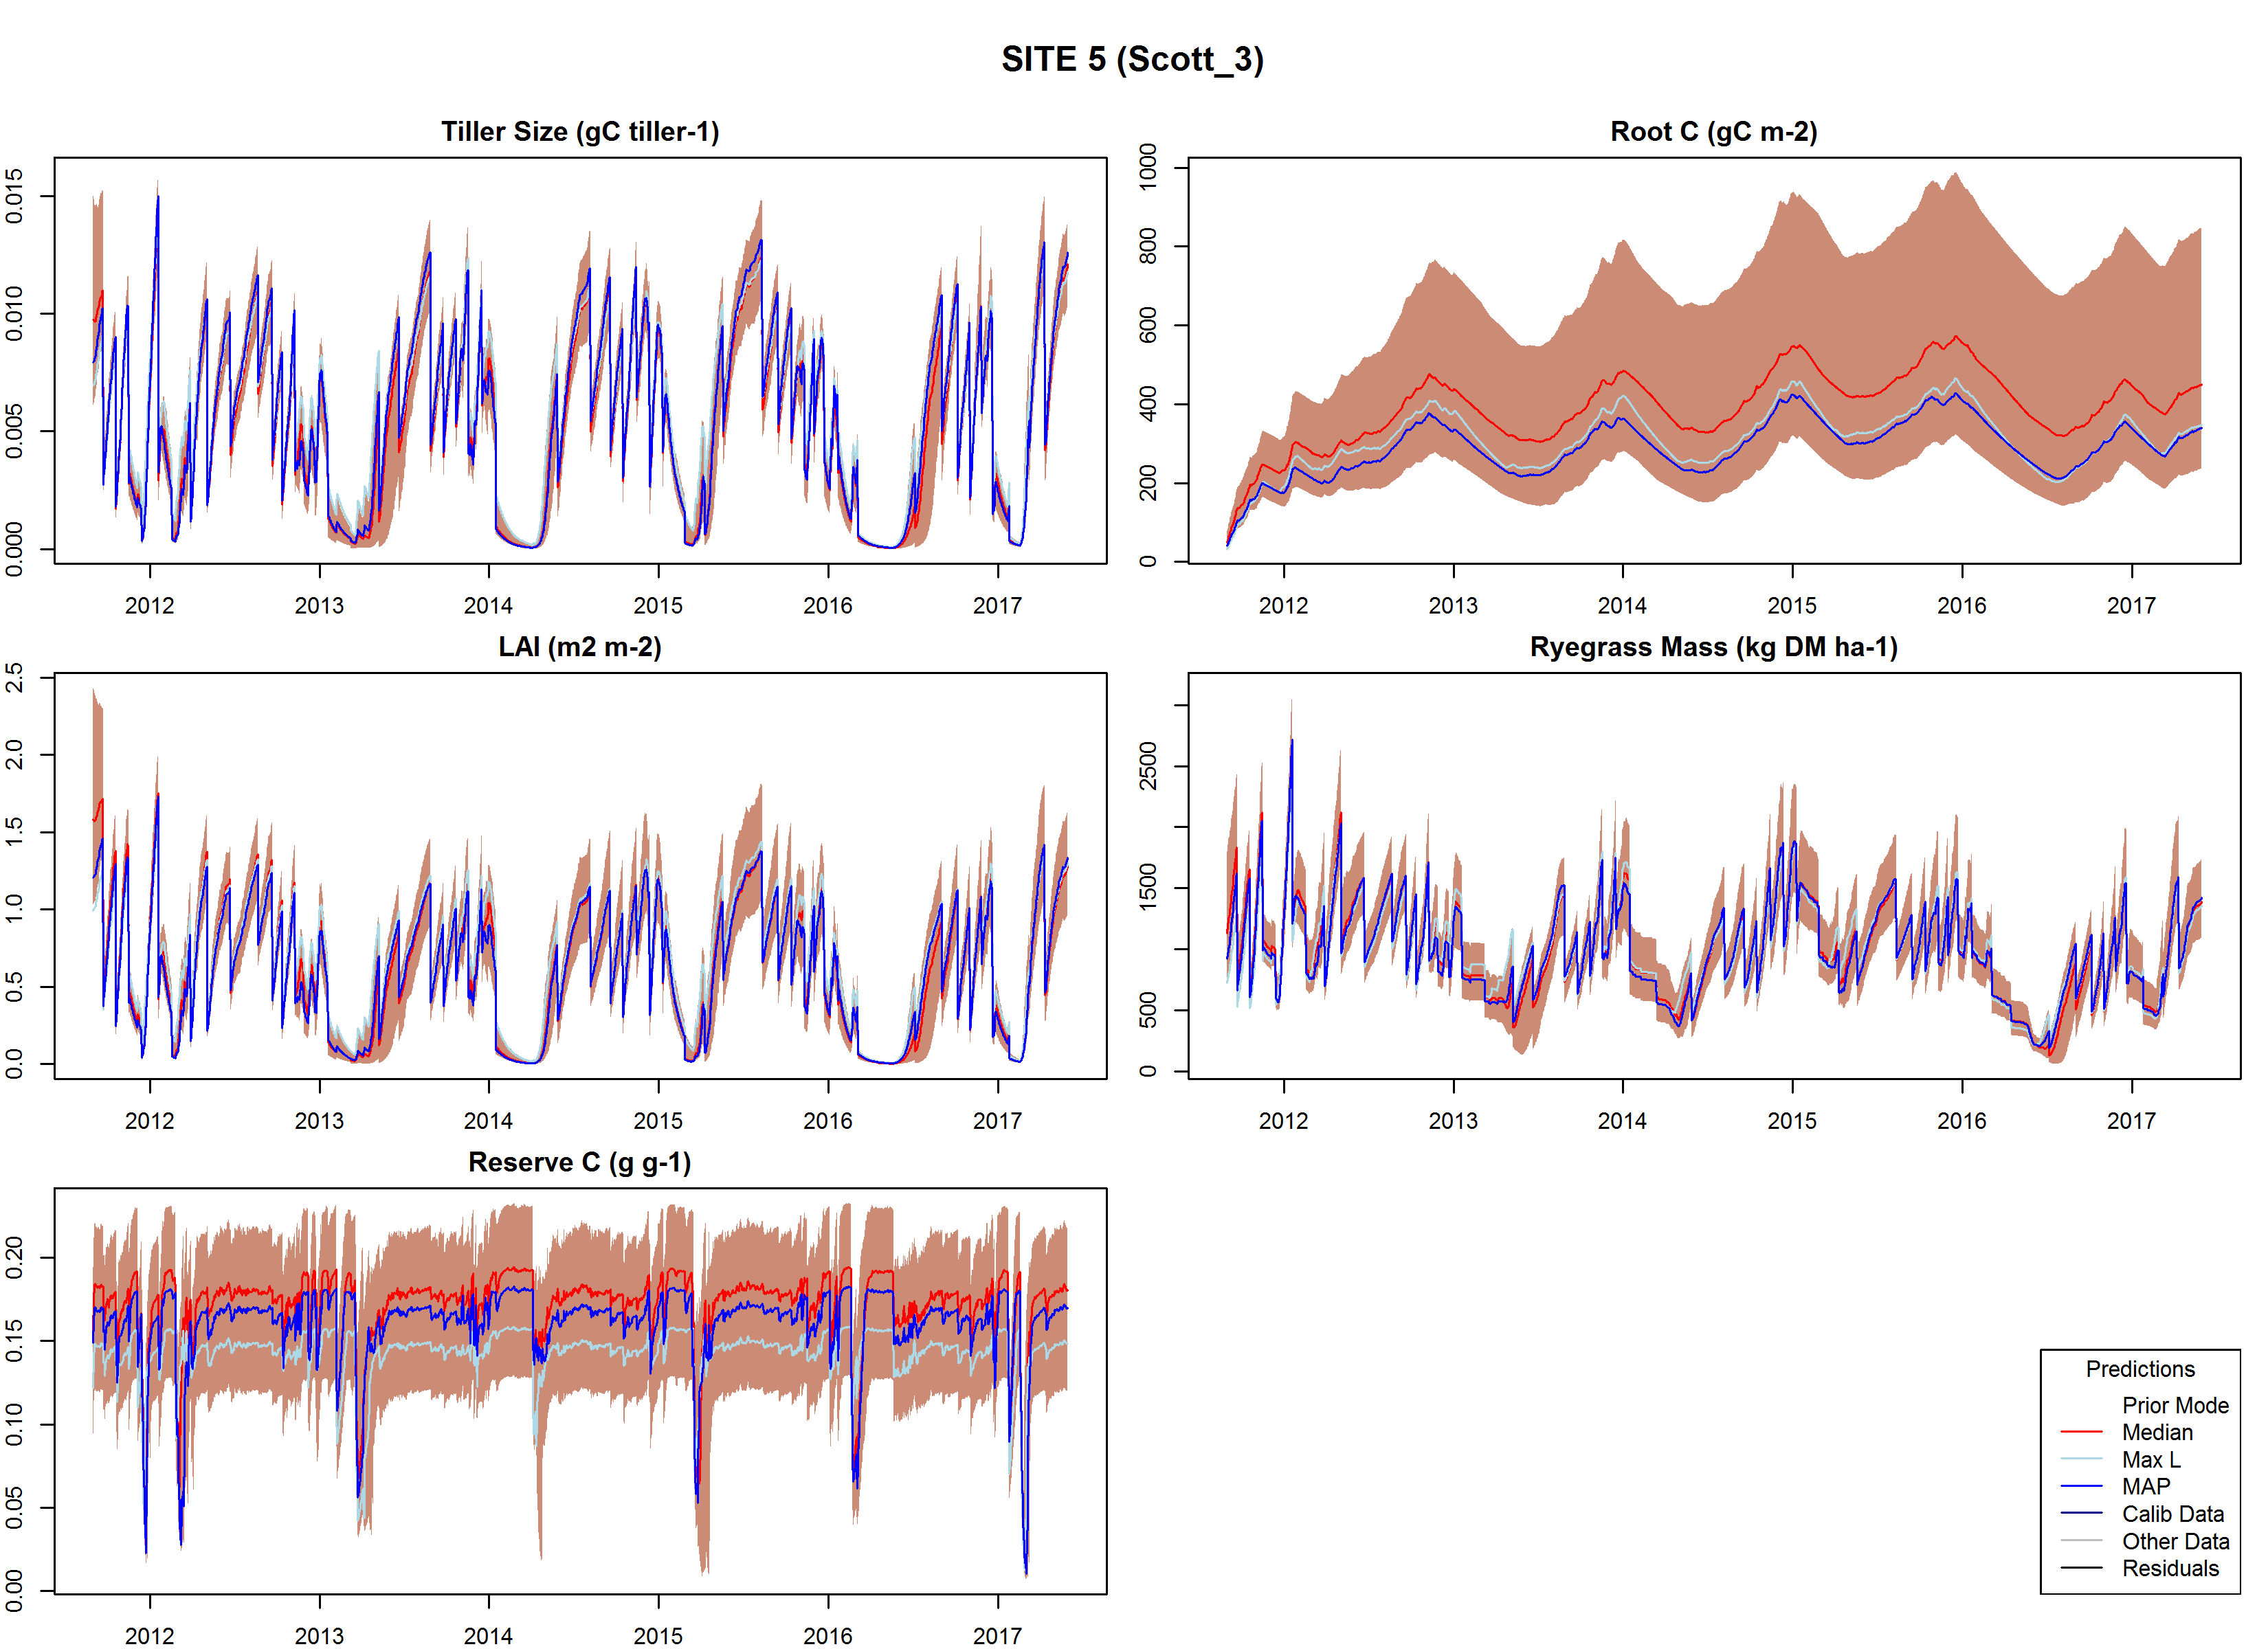 SITE 5 (Scott_3)
Tiller Size (gC tiller-1)
0.000 0.005 0.010 0.015
2012 2013 2014 2015 2016 2017
Root C (gC m-2)
0 200 400 600 800 1000
2012 2013 2014 2015 2016 2017
LAI (m2 m-2)
0.0 0.5 1.0 1.5 2.0 2.5
2012 2013 2014 2015 2016 2017
Ryegrass Mass (kg DM ha-1)
0 500 1500 2500
2012 2013 2014 2015 2016 2017
Reserve C (g g-1)
0.00 0.05 0.10 0.15 0.20
2012 2013 2014 2015 2016 2017
Predictions
Prior Mode
Median
Max L
MAP
Calib Data
Other Data
Residuals